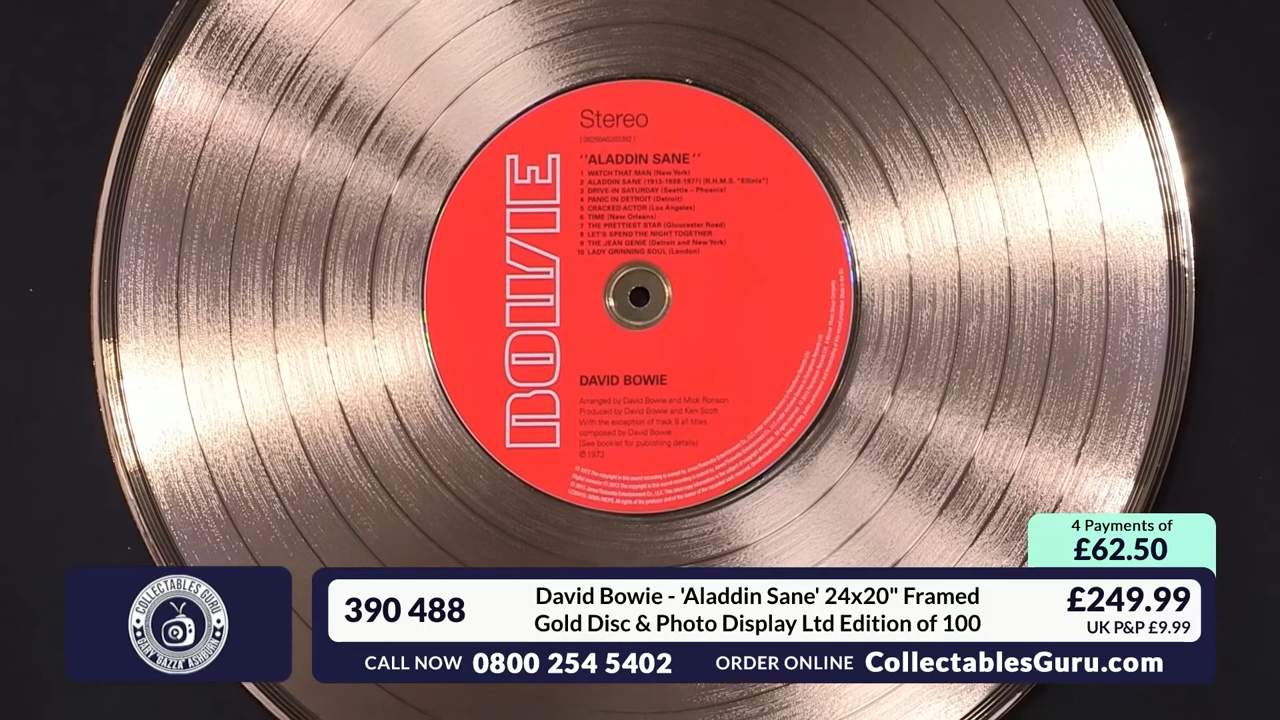 Stereo
"ALADDIN SANE"
1 WATCH THAT MAN (New York)
2 ALADDIN SANE (1913-1938-197?) (R.H.M.S. "Ellinis")
3 DRIVE-IN SATURDAY (Seattle – Phoenix)
4 PANIC IN DETROIT (Detroit)
5 CRACKED ACTOR (Los Angeles)
6 TIME (New Orleans)
7 THE PRETTIEST STAR (Gloucester Road)
8 LET'S SPEND THE NIGHT TOGETHER
9 THE JEAN GENIE (Detroit and New York)
10 LADY GRINNING SOUL (London)
BOWIE
DAVID BOWIE
Arranged by David Bowie and Mick Ronson
Produced by David Bowie and Ken Scott
With the exception of track 8 all titles
composed by David Bowie
(See booklet for publishing details)
℗ 1973
4 Payments of
£62.50
COLLECTABLES GURU
GARY "GAZZA" ASHBURN
390 488
David Bowie - 'Aladdin Sane' 24x20" Framed
Gold Disc & Photo Display Ltd Edition of 100
£249.99
UK P&P £9.99
CALL NOW 0800 254 5402
ORDER ONLINE CollectablesGuru.com